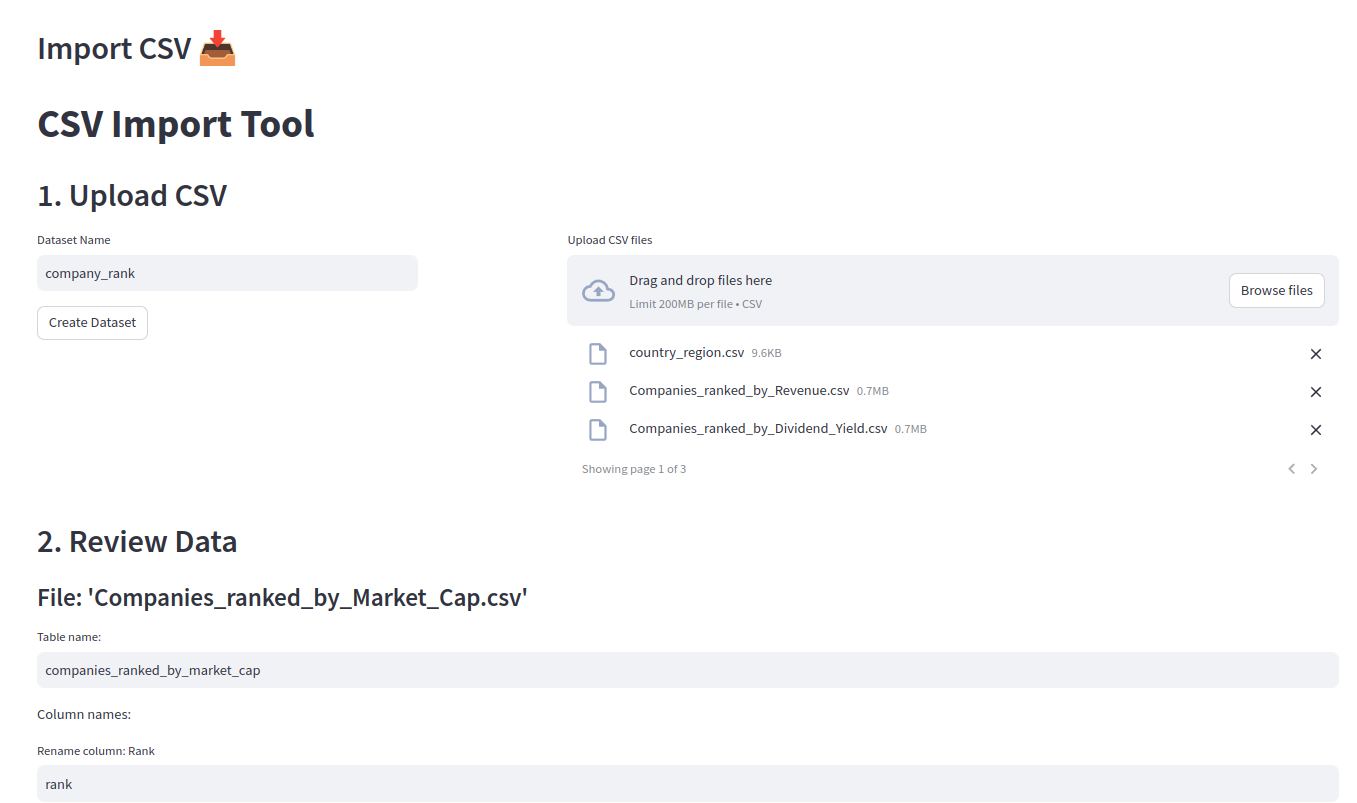 Import CSV 📥
CSV Import Tool
1. Upload CSV
Dataset Name
company_rank
Create Dataset
Upload CSV files
Drag and drop files here
Limit 200MB per file • CSV
Browse files
country_region.csv 9.6KB
Companies_ranked_by_Revenue.csv 0.7MB
Companies_ranked_by_Dividend_Yield.csv 0.7MB
Showing page 1 of 3
2. Review Data
File: 'Companies_ranked_by_Market_Cap.csv'
Table name:
companies_ranked_by_market_cap
Column names:
Rename column: Rank
rank